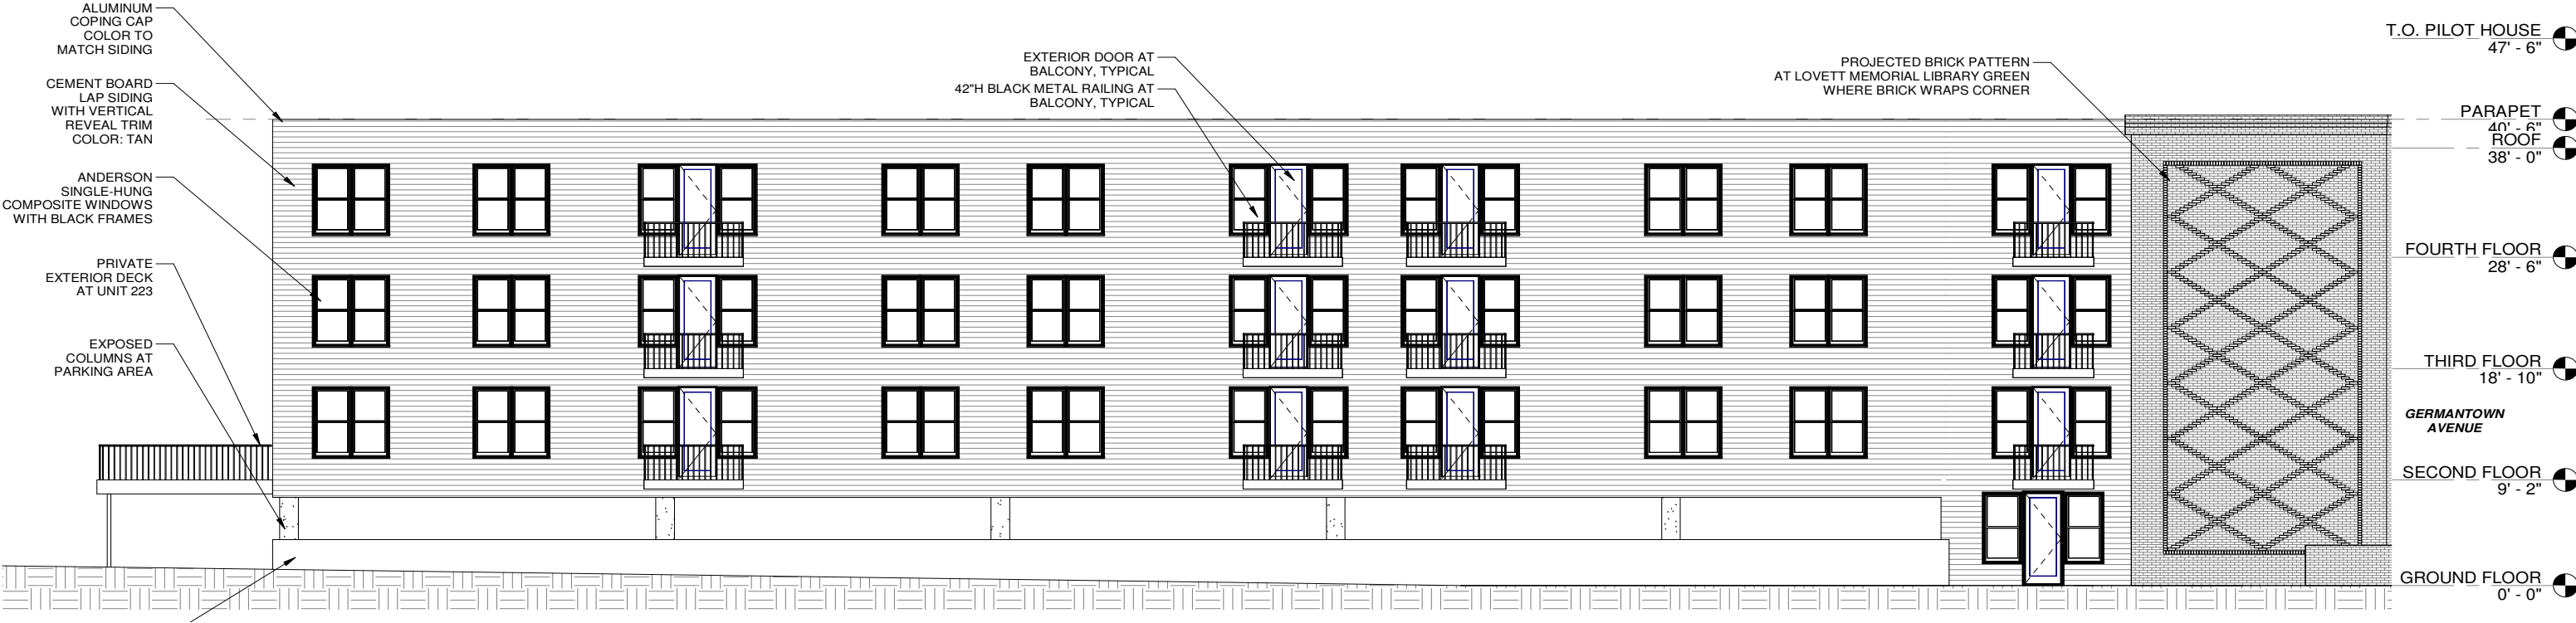 ALUMINUM
COPING CAP
COLOR TO
MATCH SIDING
CEMENT BOARD
LAP SIDING
WITH VERTICAL
REVEAL TRIM
COLOR: TAN
ANDERSON
SINGLE-HUNG
COMPOSITE WINDOWS
WITH BLACK FRAMES
PRIVATE
EXTERIOR DECK
AT UNIT 223
EXPOSED
COLUMNS AT
PARKING AREA
EXTERIOR DOOR AT
BALCONY, TYPICAL
42"H BLACK METAL RAILING AT
BALCONY, TYPICAL
PROJECTED BRICK PATTERN
AT LOVETT MEMORIAL LIBRARY GREEN
WHERE BRICK WRAPS CORNER
T.O. PILOT HOUSE
47' - 6"
PARAPET
40' - 6"
ROOF
38' - 0"
FOURTH FLOOR
28' - 6"
THIRD FLOOR
18' - 10"
GERMANTOWN
AVENUE
SECOND FLOOR
9' - 2"
GROUND FLOOR
0' - 0"